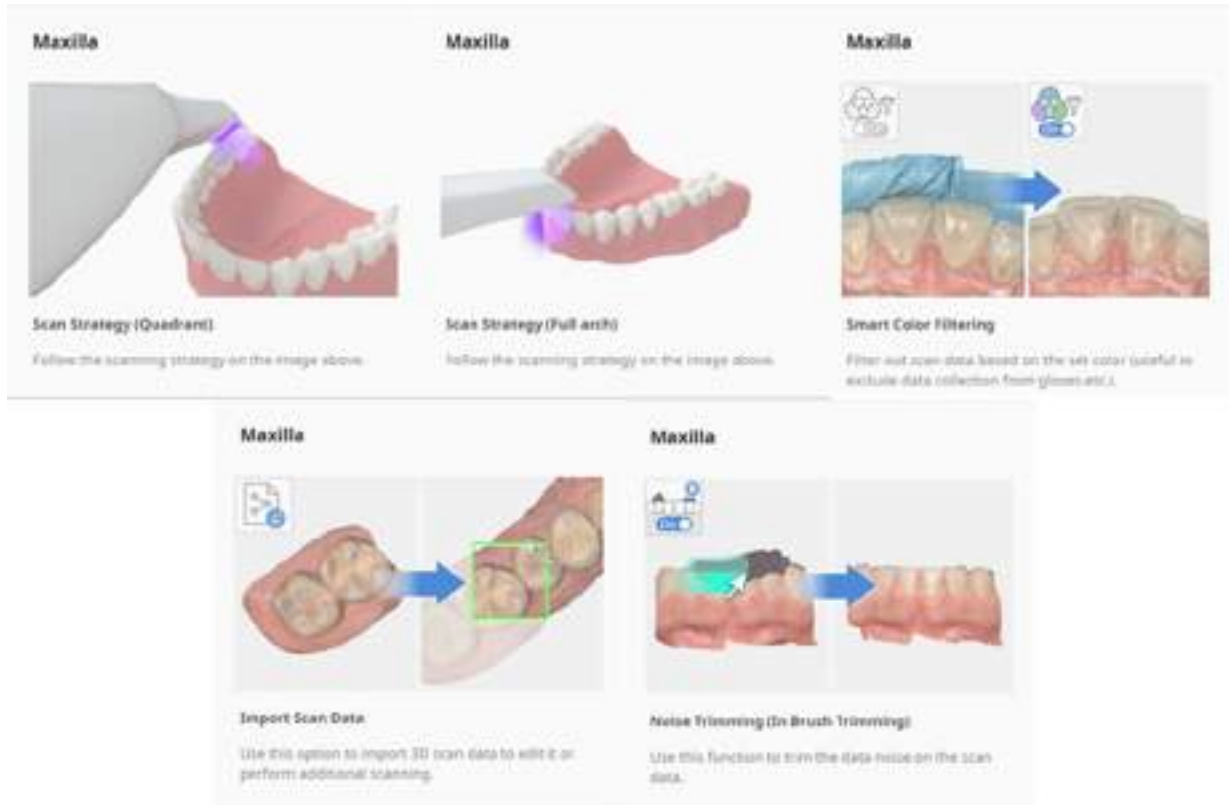 Maxilla
Maxilla
Maxilla
Scan Strategy (Quadrant)
Follow the scanning strategy on the image above.
Scan Strategy (Full arch)
Follow the scanning strategy on the image above.
Smart Color Filtering
Filter out scan data based on the set color (useful to
exclude data collection from gloves etc.).
Maxilla
Maxilla
Import Scan Data
Use this option to import 3D scan data to edit it or
perform additional scanning.
Noise Trimming (In Brush Trimming)
Use this function to trim the data noise on the scan
data.